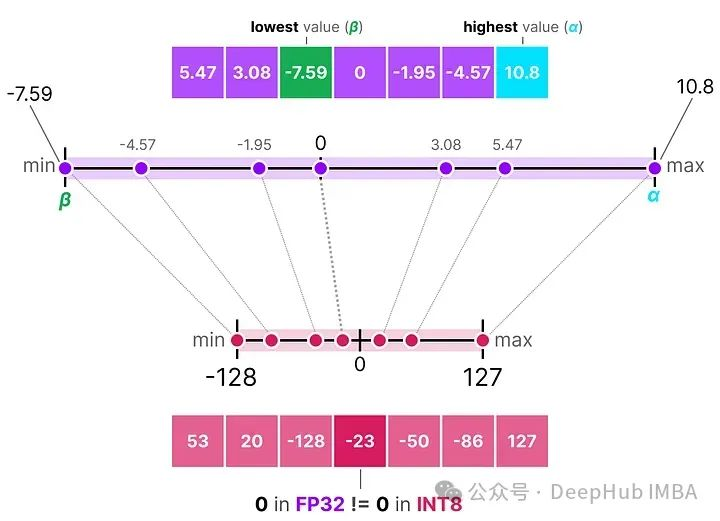 lowest value (β) highest value (α)
5.47 3.08 -7.59 0 -1.95 -4.57 10.8
-7.59 10.8
-4.57 -1.95 0 3.08 5.47
min max
β α
min max
0
-128 127
53 20 -128 -23 -50 -86 127
公众号 · DeepHub IMBA
0 in FP32 != 0 in INT8